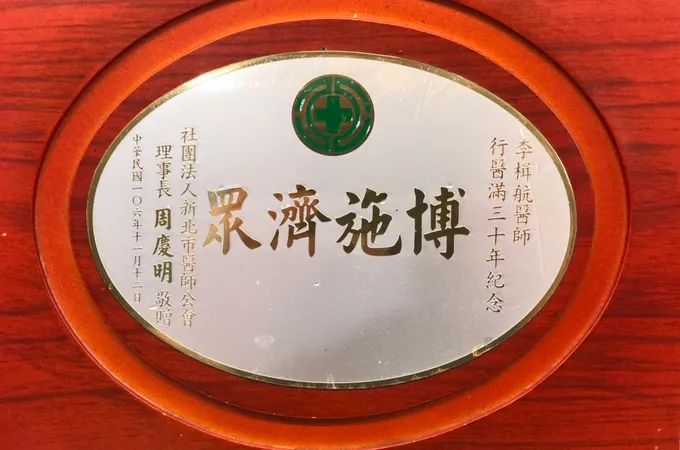 李楫航醫師
行醫滿三十年紀念
博施濟眾
社團法人新北市醫師公會
理事長 周慶明 敬贈
中華民國一〇六年十一月十二日